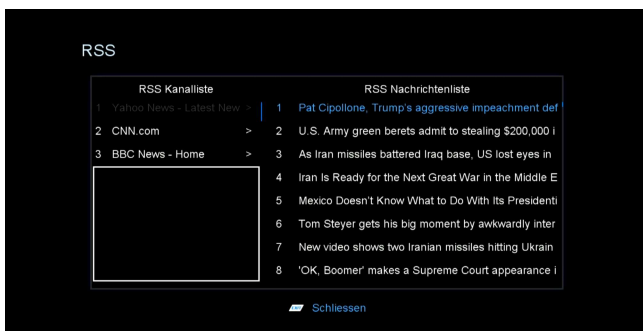 RSS
RSS Kanalliste
1 Yahoo News - Latest New >
2 CNN.com >
3 BBC News - Home >
RSS Nachrichtenliste
1 Pat Cipollone, Trump's aggressive impeachment def
2 U.S. Army green berets admit to stealing $200,000 i
3 As Iran missiles battered Iraq base, US lost eyes in
4 Iran Is Ready for the Next Great War in the Middle E
5 Mexico Doesn't Know What to Do With Its Presidenti
6 Tom Steyer gets his big moment by awkwardly inter
7 New video shows two Iranian missiles hitting Ukrain
8 'OK, Boomer' makes a Supreme Court appearance i
Schliessen